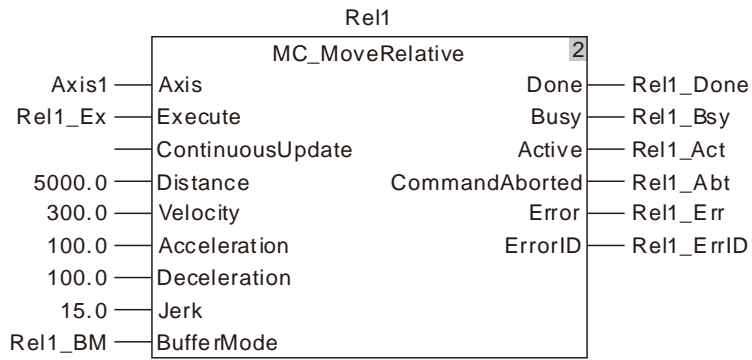 Rel1
MC_MoveRelative 2
Axis1 Axis Done Rel1_Done
Rel1_Ex Execute Busy Rel1_Bsy
ContinuousUpdate Active Rel1_Act
5000.0 Distance CommandAborted Rel1_Abt
300.0 Velocity Error Rel1_Err
100.0 Acceleration ErrorID Rel1_ErrID
100.0 Deceleration
15.0 Jerk
Rel1_BM BufferMode